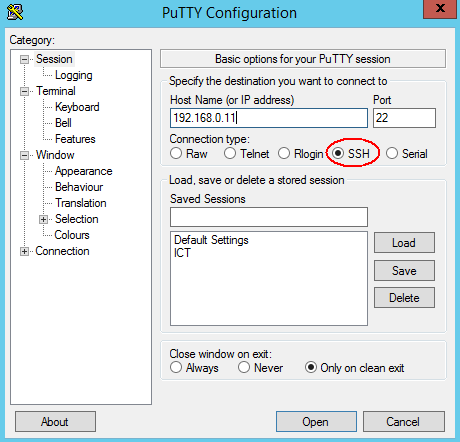 PuTTY Configuration
x
Category:
Session
Logging
Terminal
Keyboard
Bell
Features
Window
Appearance
Behaviour
Translation
Selection
Colours
Connection
Basic options for your PuTTY session
Specify the destination you want to connect to
Host Name (or IP address) Port
192.168.0.11 22
Connection type:
Raw Telnet Rlogin SSH Serial
Load, save or delete a stored session
Saved Sessions
Default Settings
ICT
Load
Save
Delete
Close window on exit:
Always Never Only on clean exit
About Open Cancel